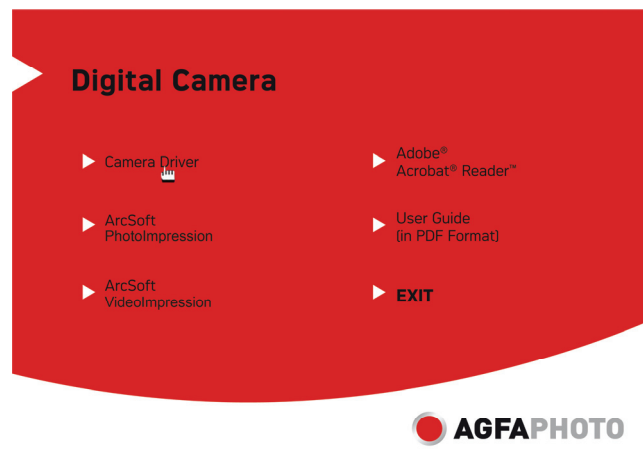 Digital Camera
Camera Driver
ArcSoft
PhotoImpression
ArcSoft
VideoImpression
Adobe®
Acrobat® Reader™
User Guide
(in PDF Format)
EXIT
AGFAPHOTO